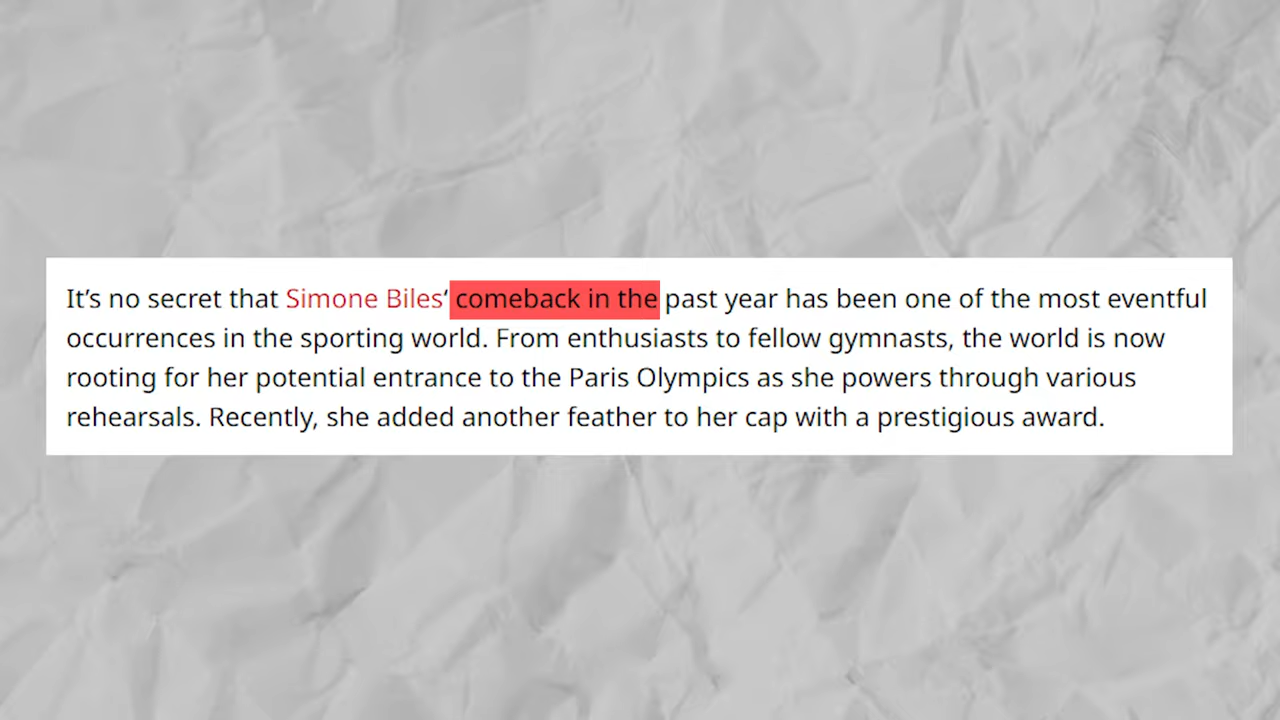 It’s no secret that Simone Biles‘ comeback in the past year has been one of the most eventful
occurrences in the sporting world. From enthusiasts to fellow gymnasts, the world is now
rooting for her potential entrance to the Paris Olympics as she powers through various
rehearsals. Recently, she added another feather to her cap with a prestigious award.